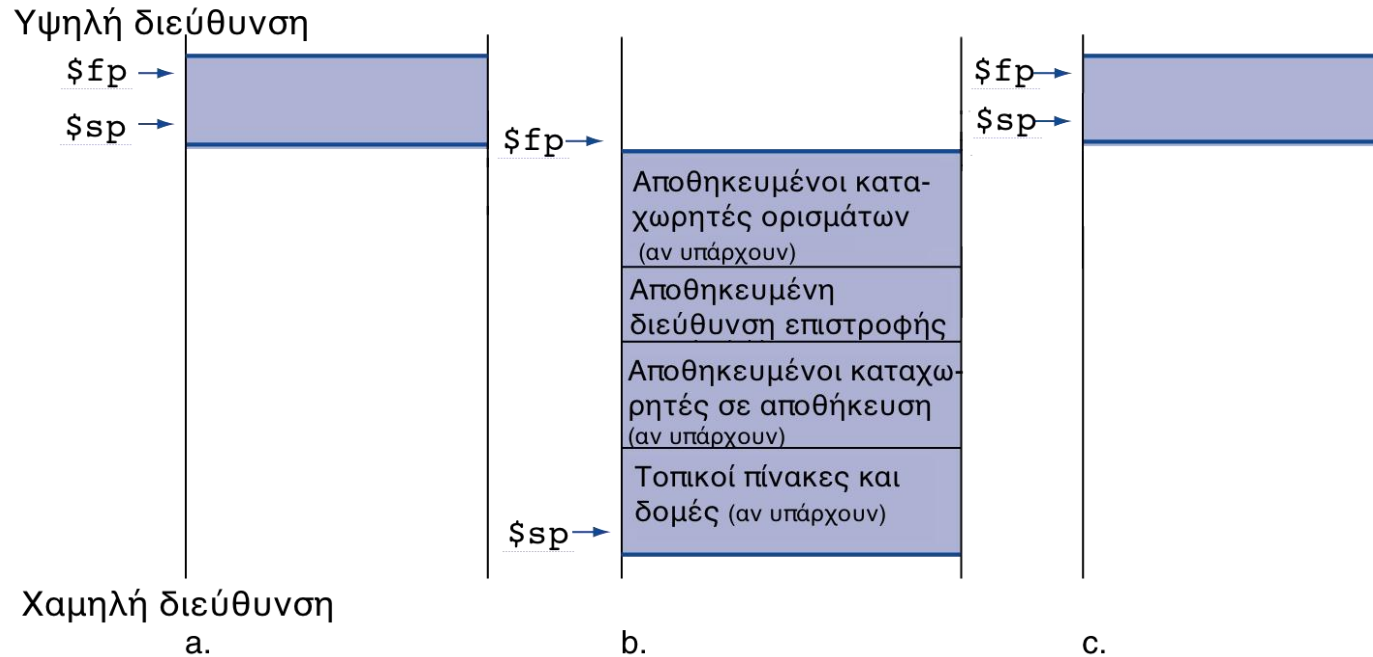 Υψηλή διεύθυνση
$fp
$sp
$fp
Αποθηκευμένοι κατα-
χωρητές ορισμάτων
(αν υπάρχουν)
Αποθηκευμένη
διεύθυνση επιστροφής
Αποθηκευμένοι καταχω-
ρητές σε αποθήκευση
(αν υπάρχουν)
Τοπικοί πίνακες και
δομές (αν υπάρχουν)
$sp
$fp
$sp
Χαμηλή διεύθυνση
a.
b.
c.